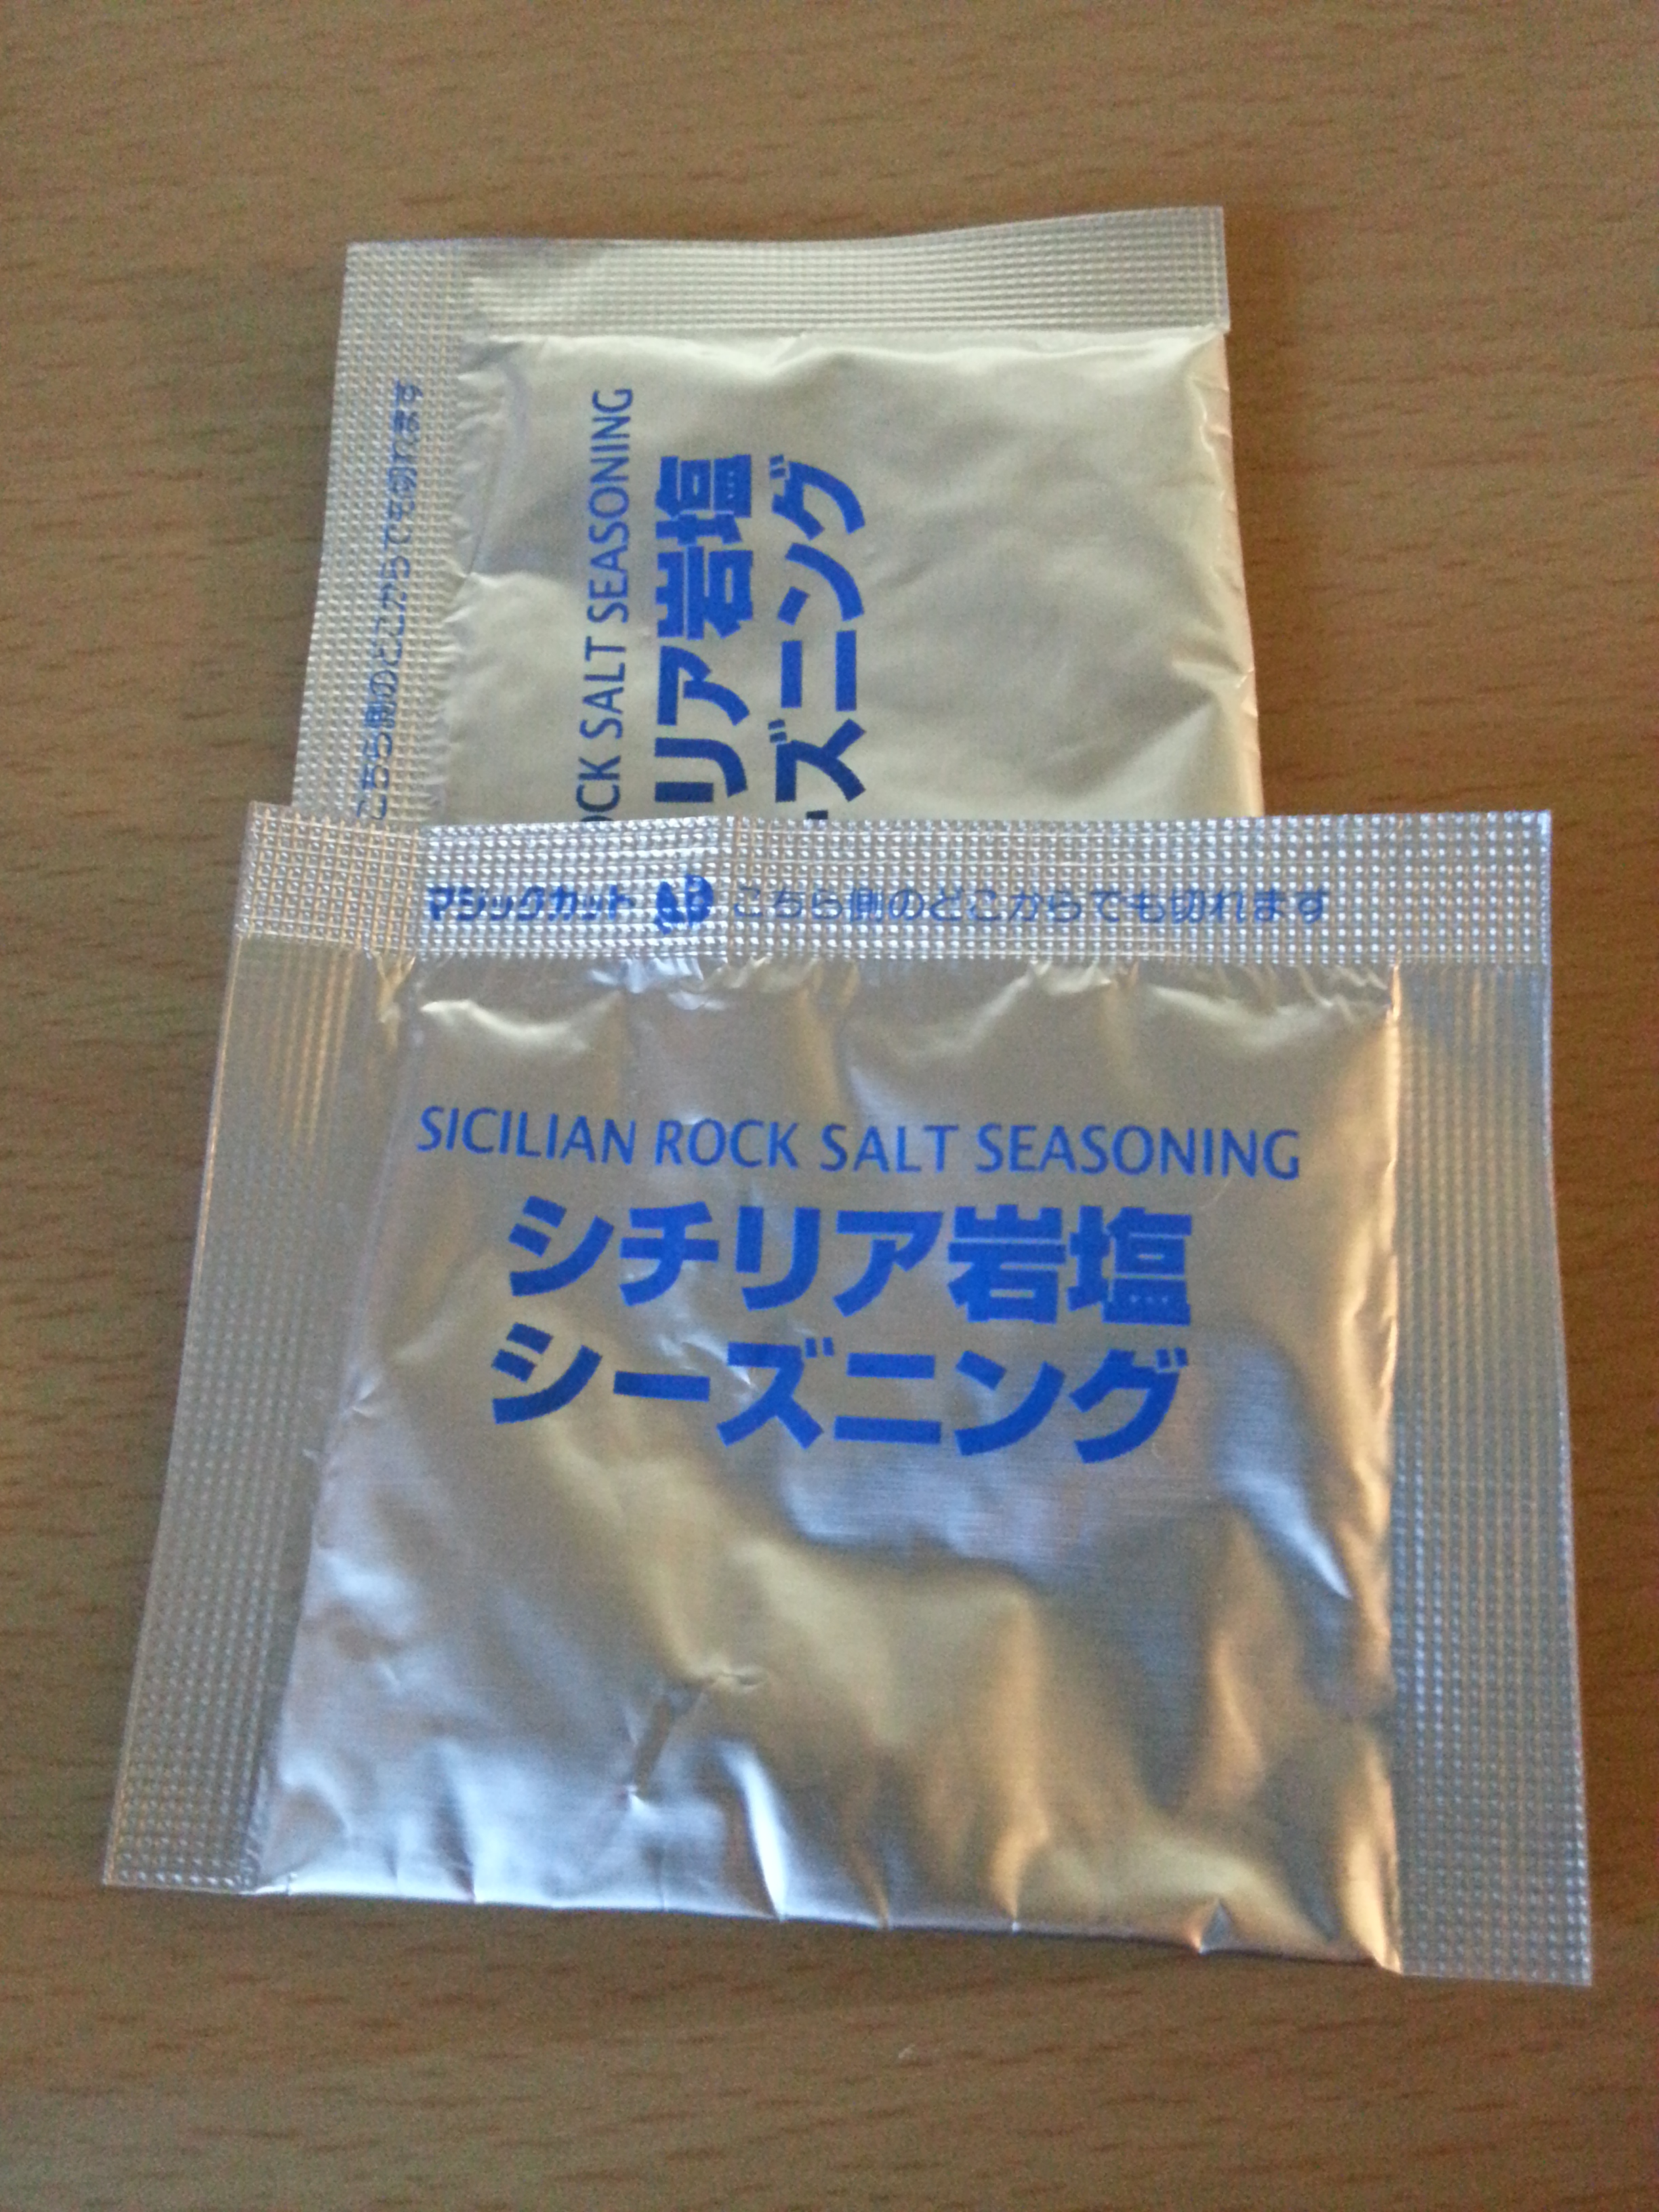 こちら側のどこからでも切れます
OCK SALT SEASONING
リア岩塩
ーズニング
マジックカット こちら側のどこからでも切れます
SICILIAN ROCK SALT SEASONING
シチリア岩塩
シーズニング